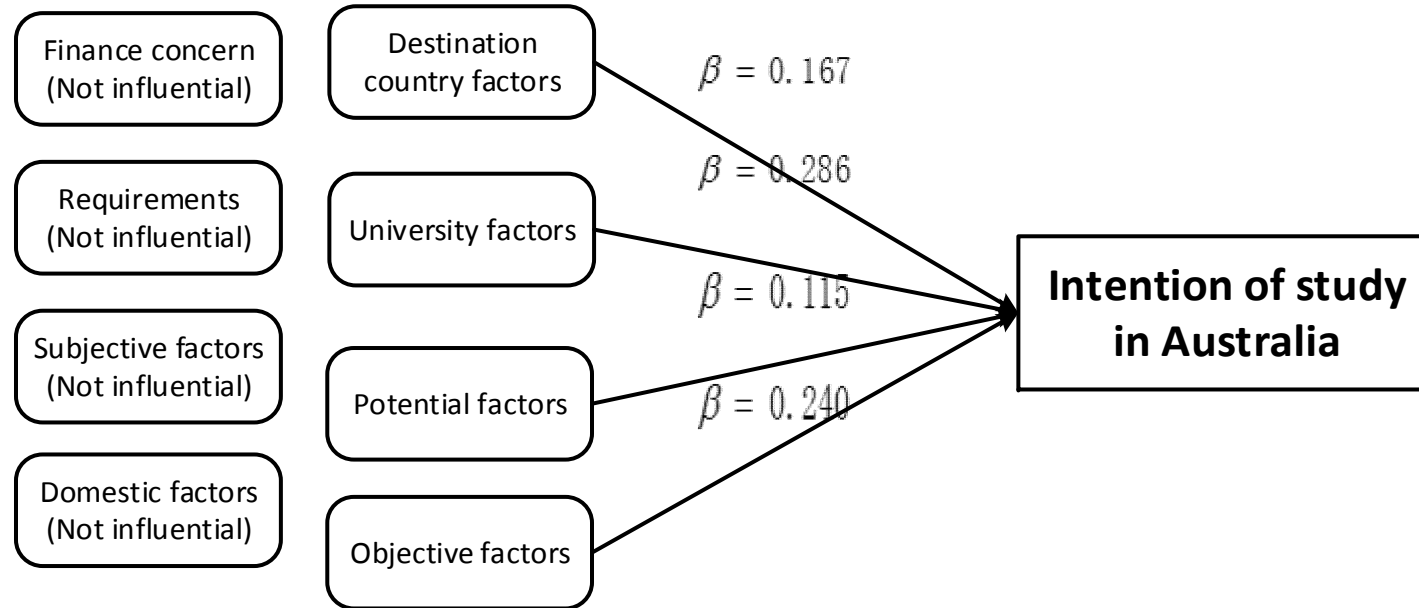 Finance concern
(Not influential)
Requirements
(Not influential)
Subjective factors
(Not influential)
Domestic factors
(Not influential)
Destination
country factors
University factors
Potential factors
Objective factors
β = 0.167
β = 0.286
β = 0.115
β = 0.240
Intention of study
in Australia